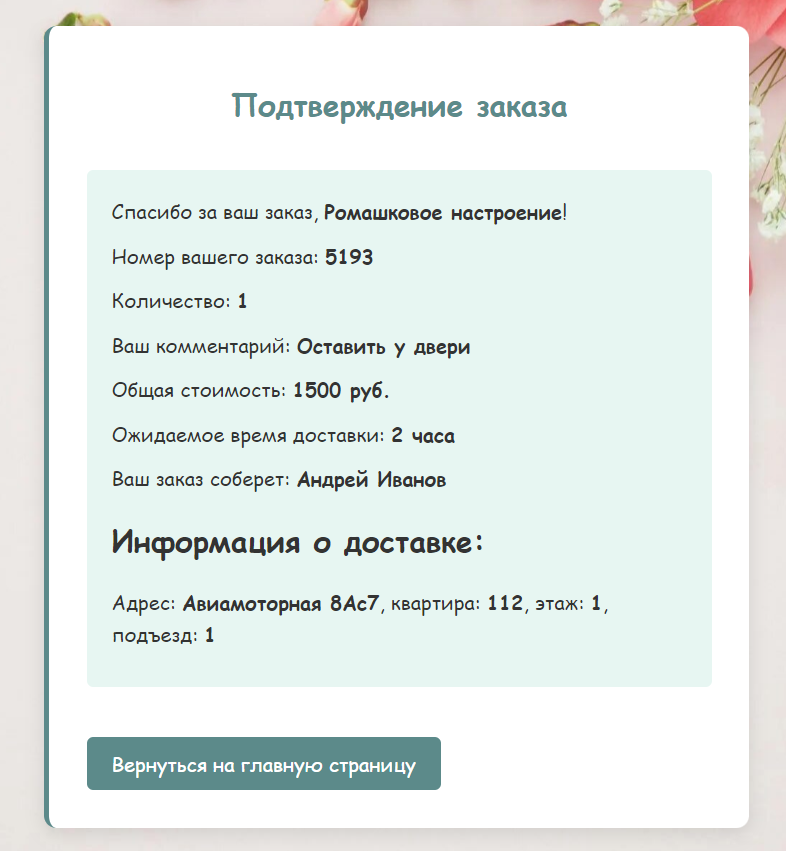 Подтверждение заказа
Спасибо за ваш заказ, Ромашковое настроение!
Номер вашего заказа: 5193
Количество: 1
Ваш комментарий: Оставить у двери
Общая стоимость: 1500 руб.
Ожидаемое время доставки: 2 часа
Ваш заказ соберет: Андрей Иванов
Информация о доставке:
Адрес: Авиамоторная 8Ас7, квартира: 112, этаж: 1,
подъезд: 1
Вернуться на главную страницу